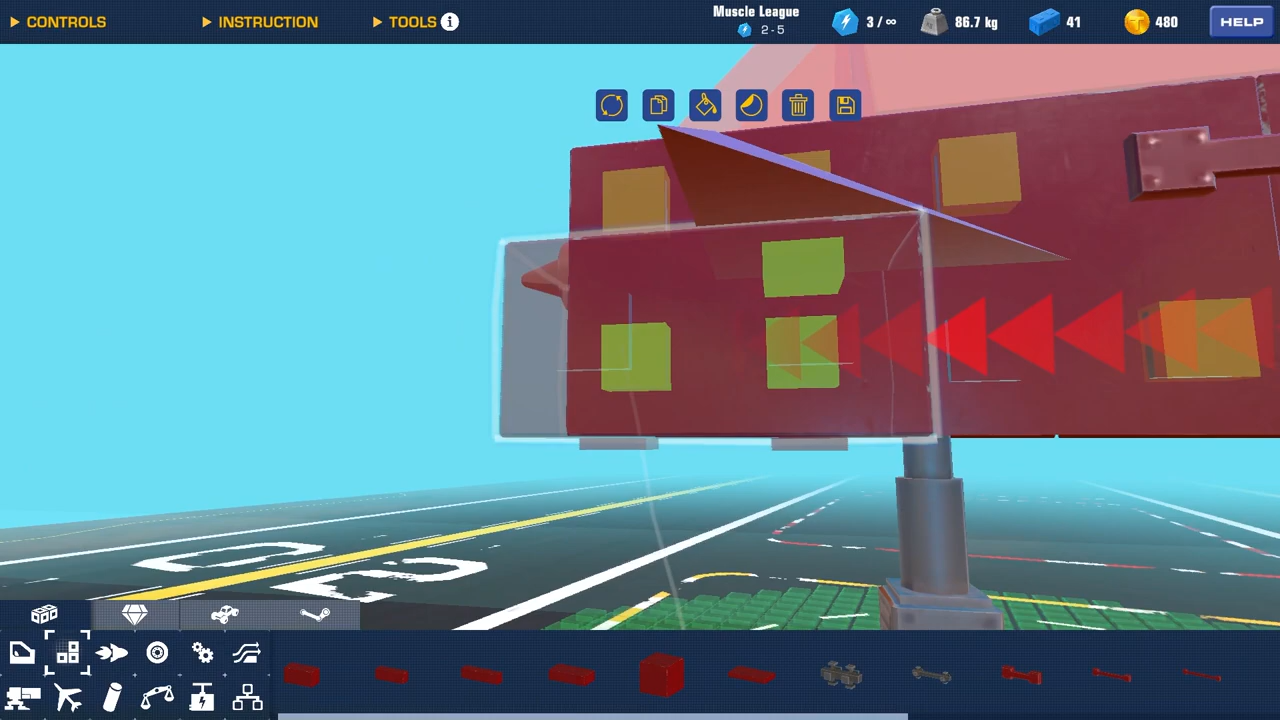 CONTROLS
INSTRUCTION
TOOLS
Muscle League
2 - 5
3 / ∞
86.7 kg
41
480
HELP